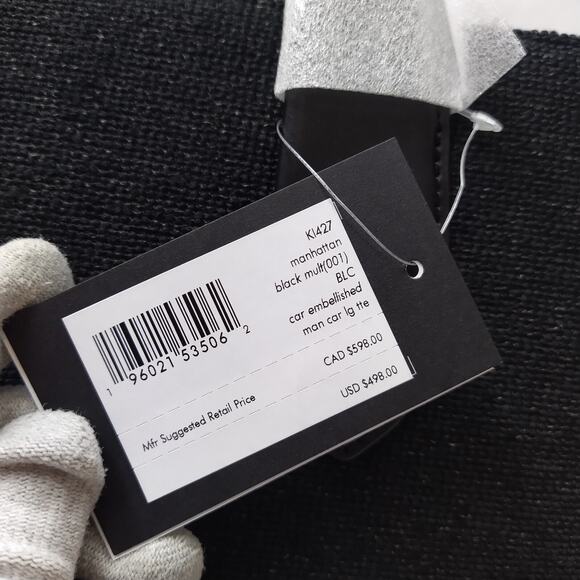 KI427
manhattan
black mult(001)
BLC
car embellished
man car lg tte
1 96021 53506 2
CAD $598.00
Mfr Suggested Retail Price
USD $498.00